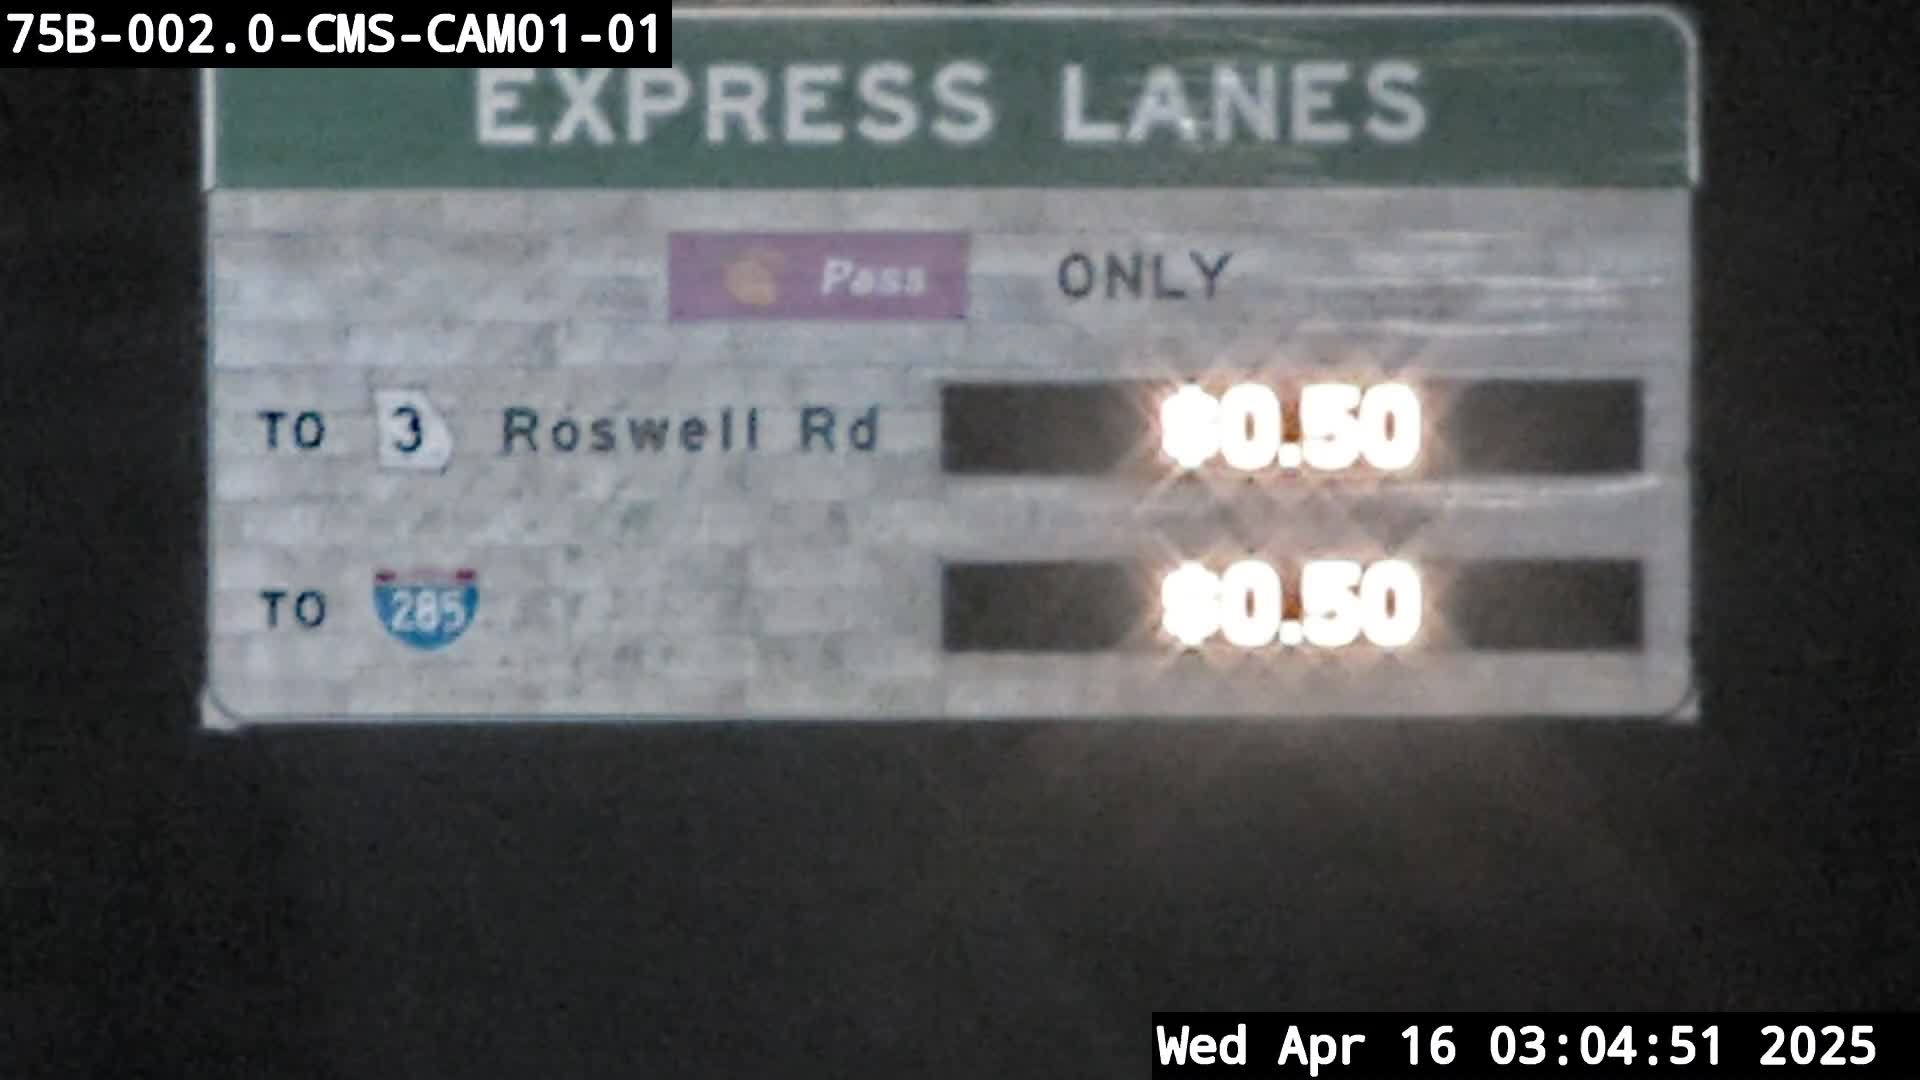 75B-002.0-CMS-CAM01-01
EXPRESS LANES
Pass ONLY
TO 3 Roswell Rd $0.50
TO 285 $0.50
Wed Apr 16 03:04:51 2025